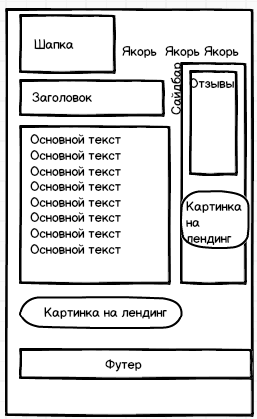 Шапка
Якорь Якорь Якорь
Сайдбар
Отзывы
Заголовок
Основной текст
Основной текст
Основной текст
Основной текст
Основной текст
Основной текст
Основной текст
Основной текст
Картинка
на
лендинг
Картинка на лендинг
Футер